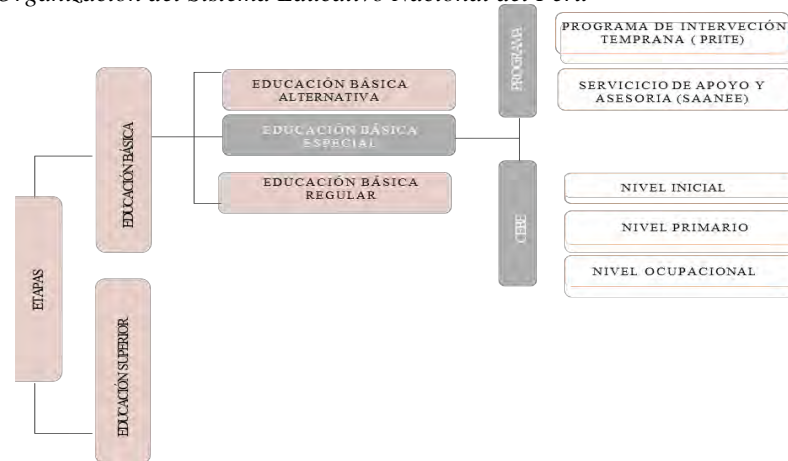 Organización del Sistema Educativo Nacional del Perú
ETAPAS
EDUCACIÓN BÁSICA
EDUCACIÓN SUPERIOR
EDUCACIÓN BÁSICA
ALTERNATIVA
EDUCACIÓN BÁSICA
ESPECIAL
EDUCACIÓN BÁSICA
REGULAR
PROGRAMA
PROGRAMA DE INTERVECIÓN
TEMPRANA ( PRITE)
SERVICICIO DE APOYO Y
ASESORIA (SAANEE)
CEBE
NIVEL INICIAL
NIVEL PRIMARIO
NIVEL OCUPACIONAL